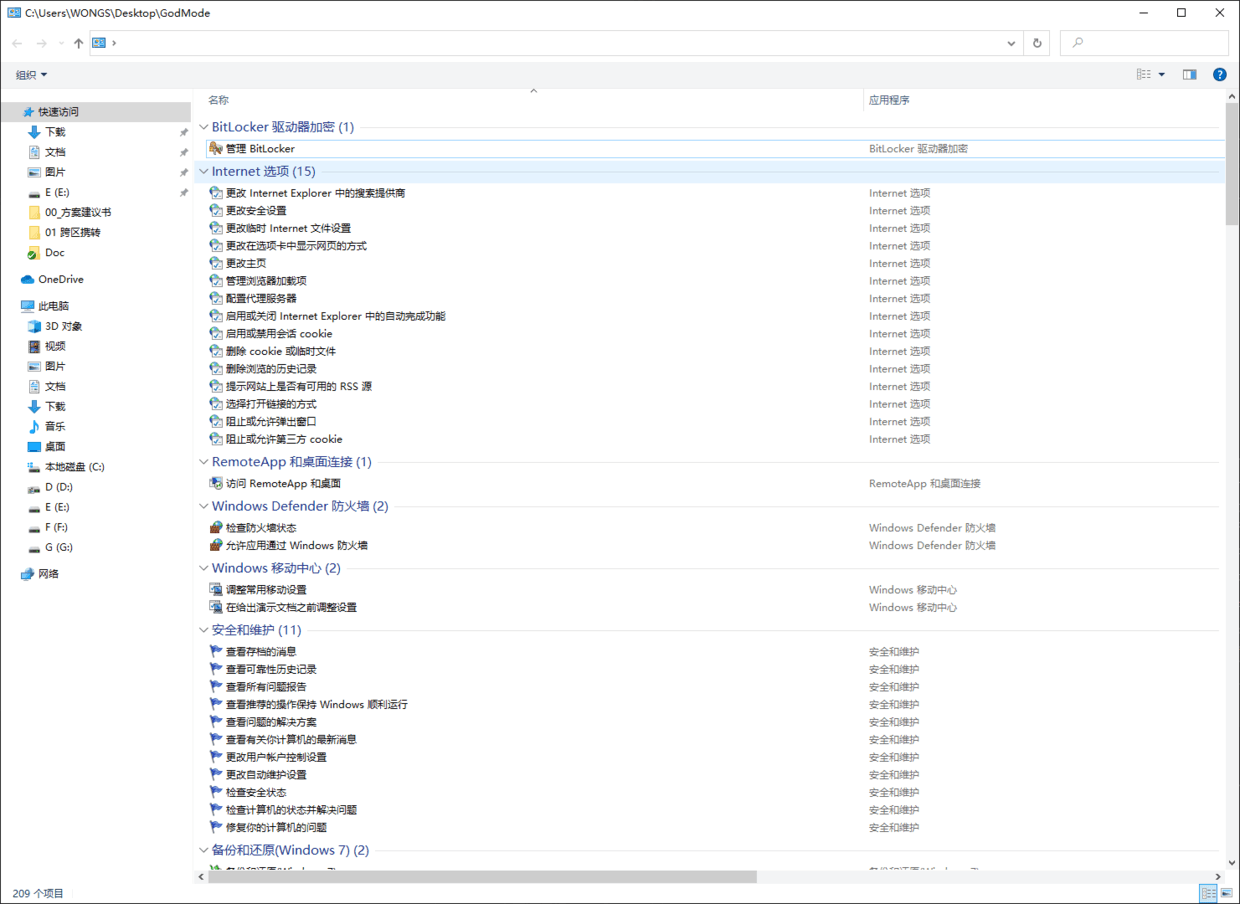 C:\Users\WONGS\Desktop\GodMode
组织
快速访问
下载
文档
图片
E (E:)
00_方案建议书
01 跨区携转
Doc
OneDrive
此电脑
3D 对象
视频
图片
文档
下载
音乐
桌面
本地磁盘 (C:)
D (D:)
E (E:)
F (F:)
G (G:)
网络
名称 应用程序
BitLocker 驱动器加密 (1)
管理 BitLocker BitLocker 驱动器加密
Internet 选项 (15)
更改 Internet Explorer 中的搜索提供商 Internet 选项
更改安全设置 Internet 选项
更改临时 Internet 文件设置 Internet 选项
更改在选项卡中显示网页的方式 Internet 选项
更改主页 Internet 选项
管理浏览器加载项 Internet 选项
配置代理服务器 Internet 选项
启用或关闭 Internet Explorer 中的自动完成功能 Internet 选项
启用或禁用会话 cookie Internet 选项
删除 cookie 或临时文件 Internet 选项
删除浏览的历史记录 Internet 选项
提示网站上是否有可用的 RSS 源 Internet 选项
选择打开链接的方式 Internet 选项
阻止或允许弹出窗口 Internet 选项
阻止或允许第三方 cookie Internet 选项
RemoteApp 和桌面连接 (1)
访问 RemoteApp 和桌面 RemoteApp 和桌面连接
Windows Defender 防火墙 (2)
检查防火墙状态 Windows Defender 防火墙
允许应用通过 Windows 防火墙 Windows Defender 防火墙
Windows 移动中心 (2)
调整常用移动设置 Windows 移动中心
在给出演示文档之前调整设置 Windows 移动中心
安全和维护 (11)
查看存档的消息 安全和维护
查看可靠性历史记录 安全和维护
查看所有问题报告 安全和维护
查看推荐的操作保持 Windows 顺利运行 安全和维护
查看问题的解决方案 安全和维护
查看有关你计算机的最新消息 安全和维护
更改用户帐户控制设置 安全和维护
更改自动维护设置 安全和维护
检查安全状态 安全和维护
检查计算机的状态并解决问题 安全和维护
修复你的计算机的问题 安全和维护
备份和还原(Windows 7) (2)
209 个项目